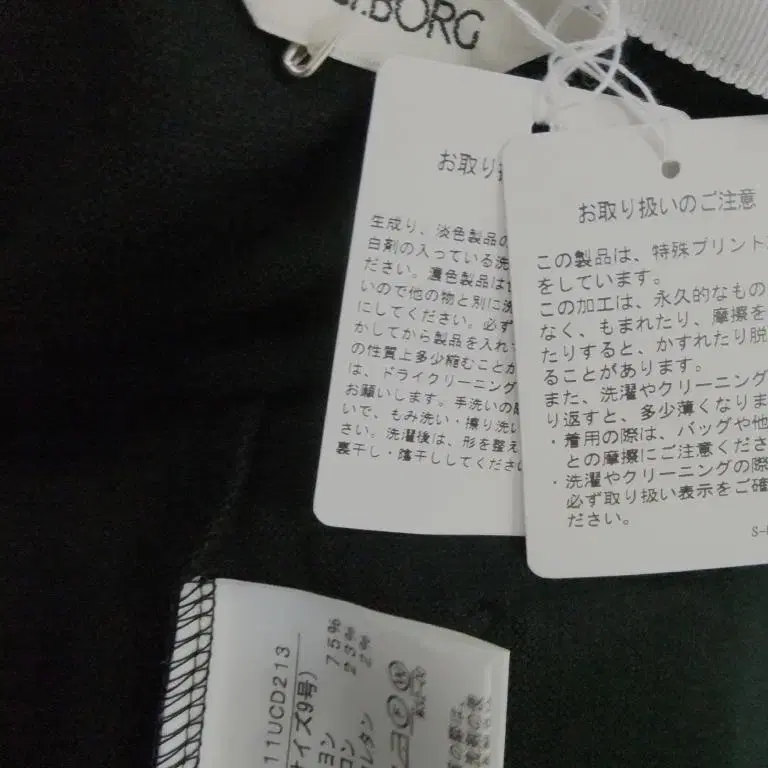 .BORG
お取り
生成り、淡色製品の
白剤の入っている洗
ださい。濃色製品は
いので他の物と別に洗
にしてください。必ず
かしてから製品を入れ
の性質上多少縮むことが
は、ドライクリーニング
お願いします。手洗いの
いで、もみ洗い・擦り洗い
さい。洗濯後は、形を整え
裏干し・陰干ししてくださ
お取り扱いのご注意
この製品は、特殊プリント
をしています。
この加工は、永久的なもの
なく、もまれたり、摩擦を
たりすると、かすれたり脱
ることがあります。
また、洗濯やクリーニング
り返すと、多少薄くなりま
・着用の際は、バッグや他
との摩擦にご注意くださ
・洗濯やクリーニングの際
必ず取り扱い表示をご確
ださい。
S-
11UCD213
イズ9号)
ヨン 75%
ロン 23%
レタン 2%